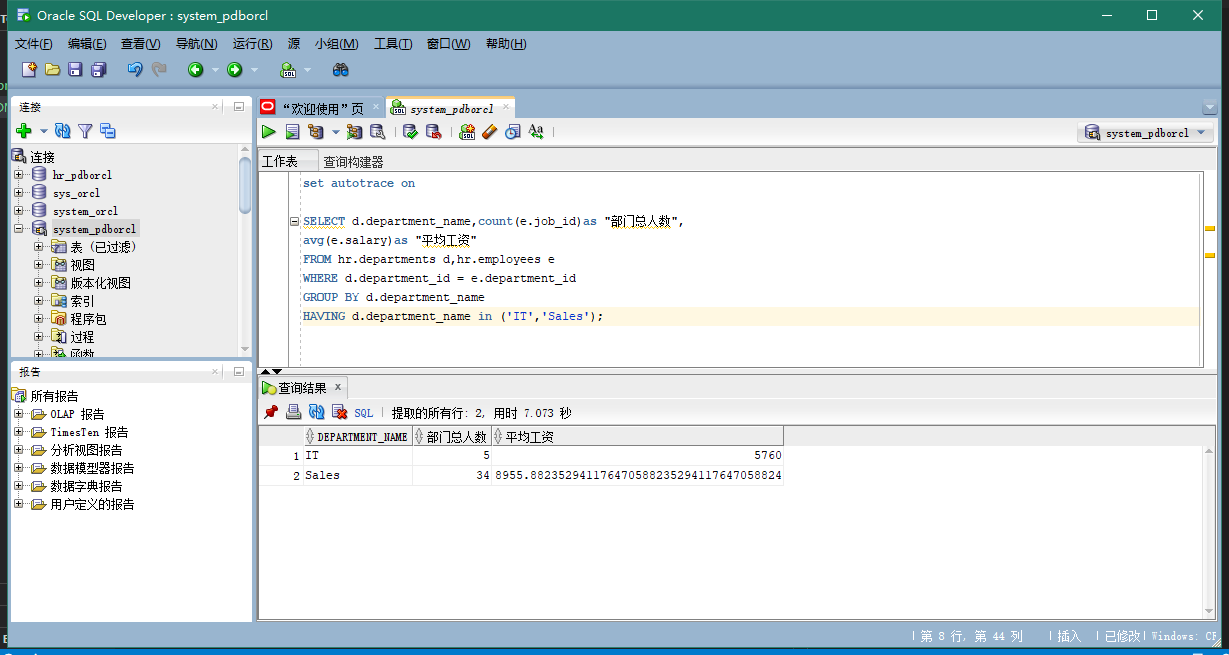 Oracle SQL Developer : system_pdborcl
文件(F) 编辑(E) 查看(V) 导航(N) 运行(R) 源 小组(M) 工具(T) 窗口(W) 帮助(H)
连接
连接
hr_pdborcl
sys_orcl
system_orcl
system_pdborcl
表 (已过滤)
视图
版本化视图
索引
程序包
过程
函数
报告
所有报告
OLAP 报告
TimesTen 报告
分析视图报告
数据模型器报告
数据字典报告
用户定义的报告
“欢迎使用”页 system_pdborcl
system_pdborcl
工作表 查询构建器
set autotrace on
SELECT d.department_name,count(e.job_id)as "部门总人数",
avg(e.salary)as "平均工资"
FROM hr.departments d,hr.employees e
WHERE d.department_id = e.department_id
GROUP BY d.department_name
HAVING d.department_name in ('IT','Sales');
查询结果 x
SQL | 提取的所有行: 2, 用时 7.073 秒
DEPARTMENT_NAME 部门总人数 平均工资
1 IT 5 5760
2 Sales 34 8955.88235294117647058823529411764705882​4
第 8 行, 第 44 列 | 插入 | 已修改 | Windows: CF